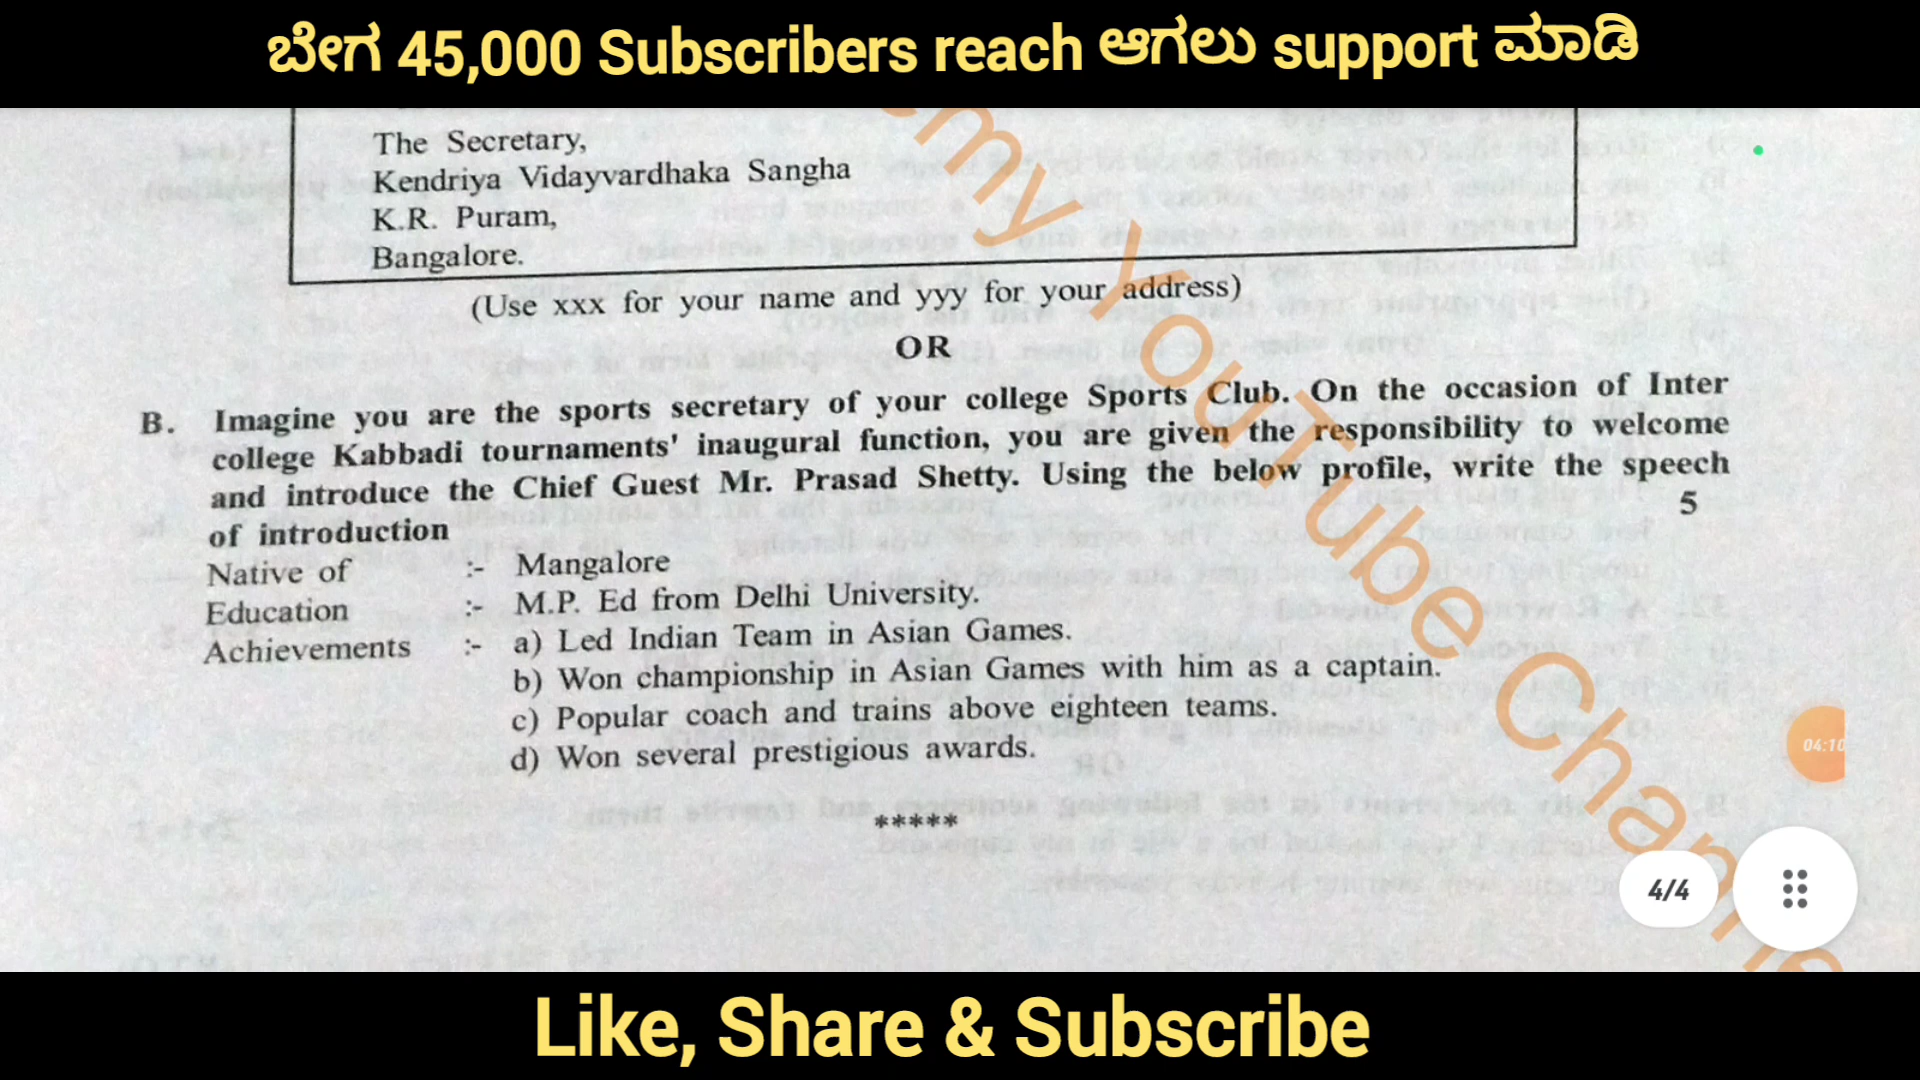 ಬೇಗ 45,000 Subscribers reach ಆಗಲು support ಮಾಡಿ
The Secretary,
Kendriya Vidayvardhaka Sangha
K.R. Puram,
Bangalore.
(Use xxx for your name and yyy for your address)
OR
B. Imagine you are the sports secretary of your college Sports Club. On the occasion of Inter
college Kabbadi tournaments' inaugural function, you are given the responsibility to welcome
and introduce the Chief Guest Mr. Prasad Shetty. Using the below profile, write the speech
of introduction 5
Native of :- Mangalore
Education :- M.P. Ed from Delhi University.
Achievements :- a) Led Indian Team in Asian Games.
b) Won championship in Asian Games with him as a captain.
c) Popular coach and trains above eighteen teams.
d) Won several prestigious awards.
*****
my YouTube Channe
04:10
4/4
Like, Share & Subscribe